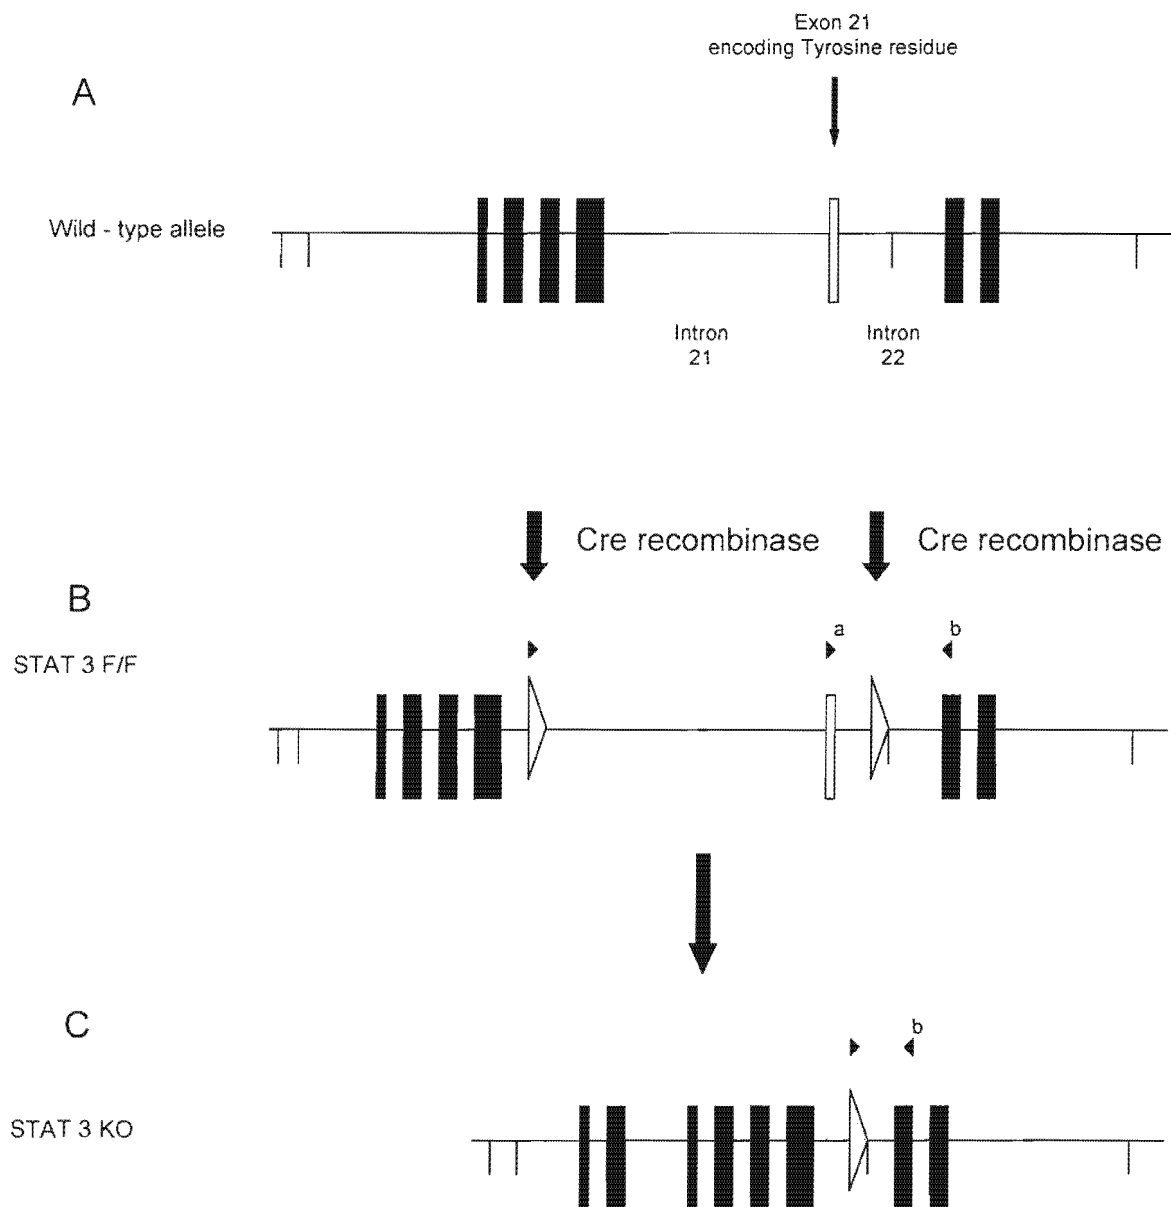 Exon 21
encoding Tyrosine residue
A
Wild - type allele
Intron
21
Intron
22
Cre recombinase
Cre recombinase
B
a
b
STAT 3 F/F
C
b
STAT 3 KO